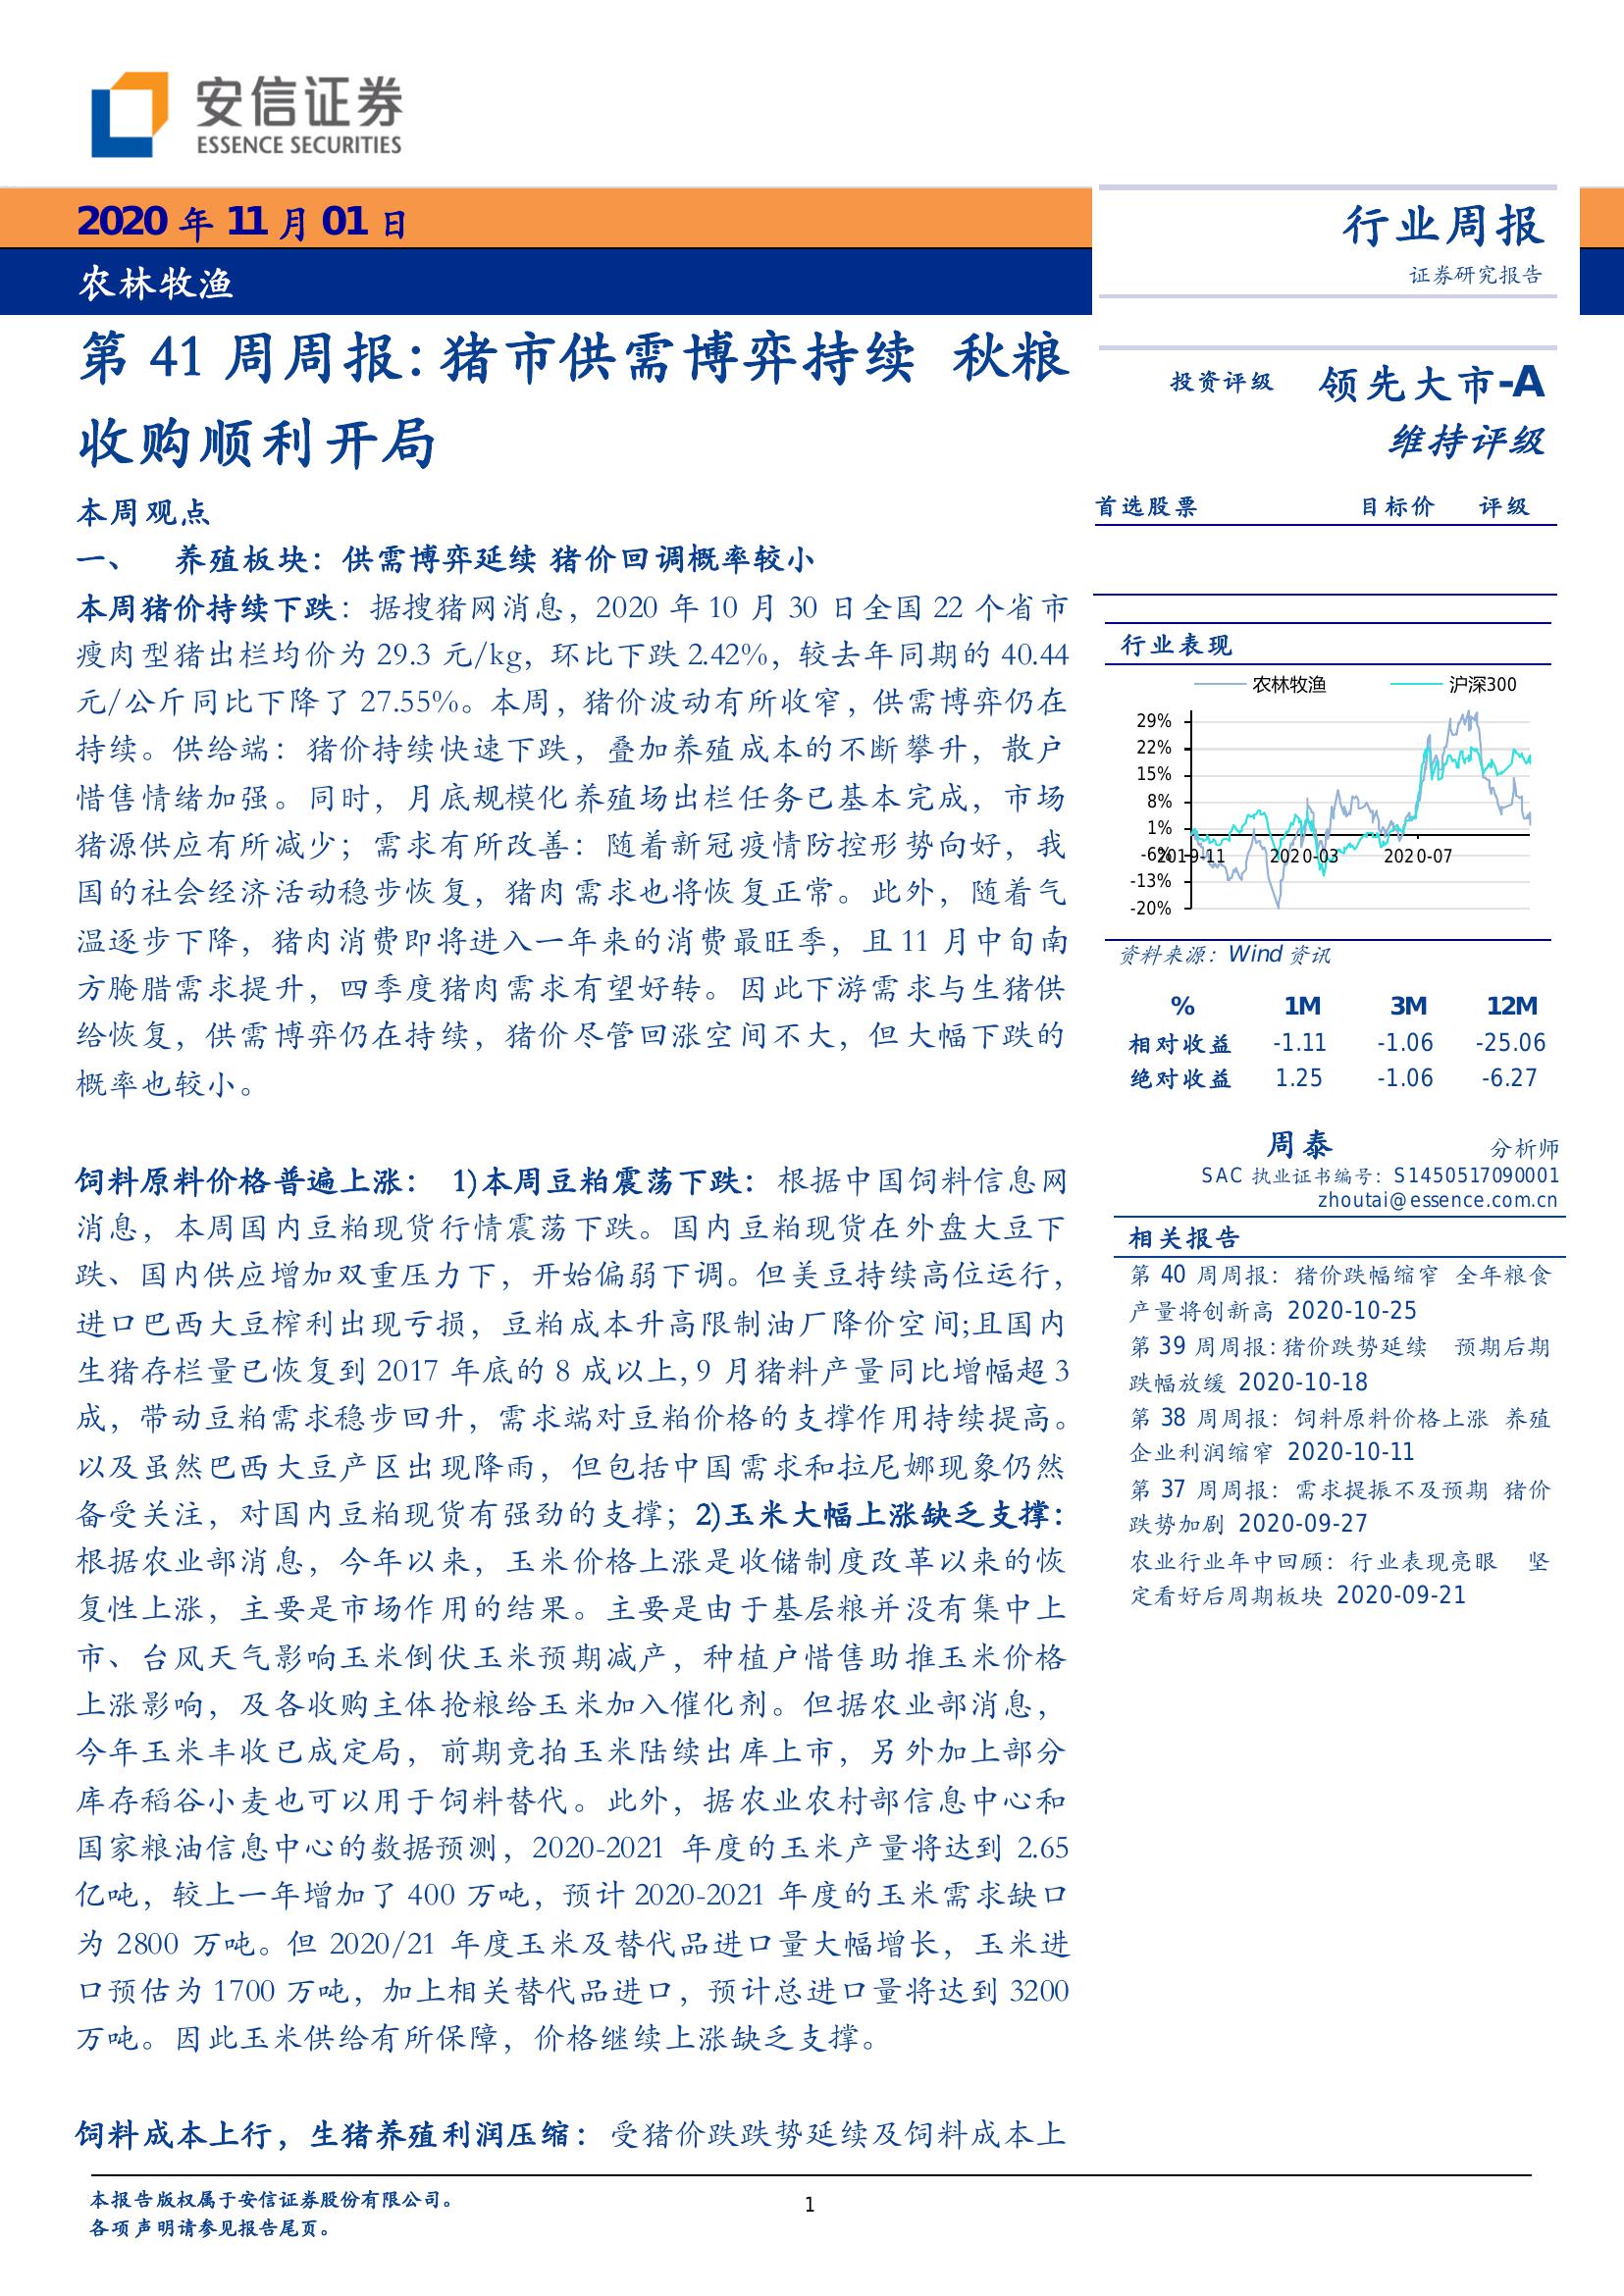 安信证券
ESSENCE SECURITIES
2020 年 11 月 01 日
农林牧渔
行业周报
证券研究报告
第 41 周周报：猪市供需博弈持续 秋粮
收购顺利开局
本周观点
一、 养殖板块：供需博弈延续 猪价回调概率较小
本周猪价持续下跌：据搜猪网消息，2020 年 10 月 30 日全国 22 个省市
瘦肉型猪出栏均价为 29.3 元/kg，环比下跌 2.42%，较去年同期的 40.44
元/公斤同比下降了 27.55%。本周，猪价波动有所收窄，供需博弈仍在
持续。供给端：猪价持续快速下跌，叠加养殖成本的不断攀升，散户
惜售情绪加强。同时，月底规模化养殖场出栏任务已基本完成，市场
猪源供应有所减少；需求有所改善：随着新冠疫情防控形势向好，我
国的社会经济活动稳步恢复，猪肉需求也将恢复正常。此外，随着气
温逐步下降，猪肉消费即将进入一年来的消费最旺季，且 11 月中旬南
方腌腊需求提升，四季度猪肉需求有望好转。因此下游需求与生猪供
给恢复，供需博弈仍在持续，猪价尽管回涨空间不大，但大幅下跌的
概率也较小。
饲料原料价格普遍上涨： 1)本周豆粕震荡下跌：根据中国饲料信息网
消息，本周国内豆粕现货行情震荡下跌。国内豆粕现货在外盘大豆下
跌、国内供应增加双重压力下，开始偏弱下调。但美豆持续高位运行，
进口巴西大豆榨利出现亏损，豆粕成本升高限制油厂降价空间;且国内
生猪存栏量已恢复到 2017 年底的 8 成以上,9 月猪料产量同比增幅超 3
成，带动豆粕需求稳步回升，需求端对豆粕价格的支撑作用持续提高。
以及虽然巴西大豆产区出现降雨，但包括中国需求和拉尼娜现象仍然
备受关注，对国内豆粕现货有强劲的支撑；2)玉米大幅上涨缺乏支撑：
根据农业部消息，今年以来，玉米价格上涨是收储制度改革以来的恢
复性上涨，主要是市场作用的结果。主要是由于基层粮并没有集中上
市、台风天气影响玉米倒伏玉米预期减产，种植户惜售助推玉米价格
上涨影响，及各收购主体抢粮给玉米加入催化剂。但据农业部消息，
今年玉米丰收已成定局，前期竞拍玉米陆续出库上市，另外加上部分
库存稻谷小麦也可以用于饲料替代。此外，据农业农村部信息中心和
国家粮油信息中心的数据预测，2020-2021 年度的玉米产量将达到 2.65
亿吨，较上一年增加了 400 万吨，预计 2020-2021 年度的玉米需求缺口
为 2800 万吨。但 2020/21 年度玉米及替代品进口量大幅增长，玉米进
口预估为 1700 万吨，加上相关替代品进口，预计总进口量将达到 3200
万吨。因此玉米供给有所保障，价格继续上涨缺乏支撑。
饲料成本上行，生猪养殖利润压缩：受猪价跌跌势延续及饲料成本上
投资评级 领先大市-A
维持评级
首选股票 目标价 评级
行业表现
农林牧渔 沪深300
29%
22%
15%
8%
1%
-6%
-13%
-20%
2019-11 2020-03 2020-07
资料来源：Wind 资讯
% 1M 3M 12M
相对收益 -1.11 -1.06 -25.06
绝对收益 1.25 -1.06 -6.27
周泰 分析师
SAC 执业证书编号：S1450517090001
zhoutai@essence.com.cn
相关报告
第 40 周周报：猪价跌幅缩窄 全年粮食
产量将创新高 2020-10-25
第 39 周周报：猪价跌势延续 预期后期
跌幅放缓 2020-10-18
第 38 周周报：饲料原料价格上涨 养殖
企业利润缩窄 2020-10-11
第 37 周周报：需求提振不及预期 猪价
跌势加剧 2020-09-27
农业行业年中回顾：行业表现亮眼 坚
定看好后周期板块 2020-09-21
本报告版权属于安信证券股份有限公司。
各项声明请参见报告尾页。
1